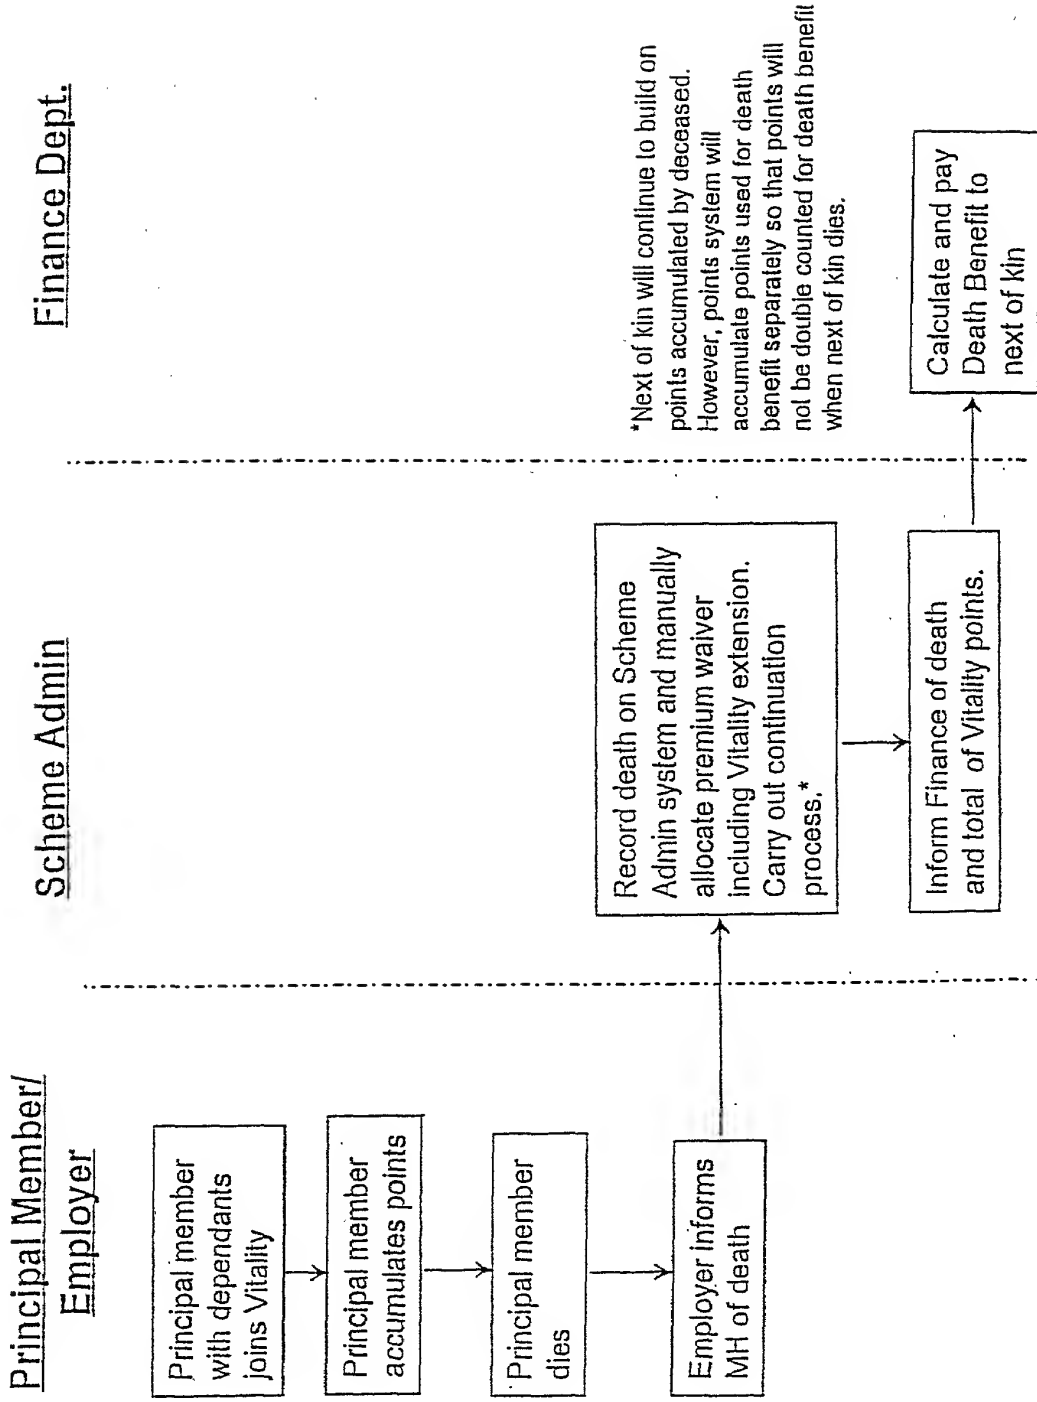 Principal Member/
Employer
Principal member
with dependants
joins Vitality
Principal member
accumulates points
Principal member
dies
Employer informs
MH of death
Scheme Admin
Record death on Scheme
Admin system and manually
allocate premium waiver
including Vitality extension.
Carry out continuation
process.*
Inform Finance of death
and total of Vitality points.
Finance Dept.
*Next of kin will continue to build on
points accumulated by deceased.
However, points system will
accumulate points used for death
benefit separately so that points will
not be double counted for death benefit
when next of kin dies.
Calculate and pay
Death Benefit to
next of kin